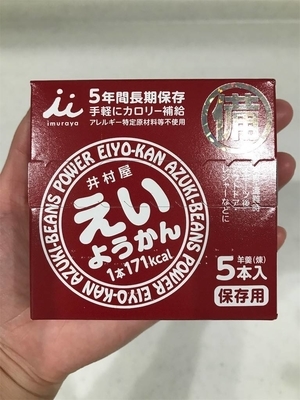 imuraya
5年間長期保存
手軽にカロリー補給
アレルギー特定原材料等不使用
備
AZUKI-BEANS POWER EIYO-KAN AZUKI-BEANS POWER EIYO-KAN
井村屋
えい
ようかん
1本171kcal
羊羹(煉)
5本入
保存用